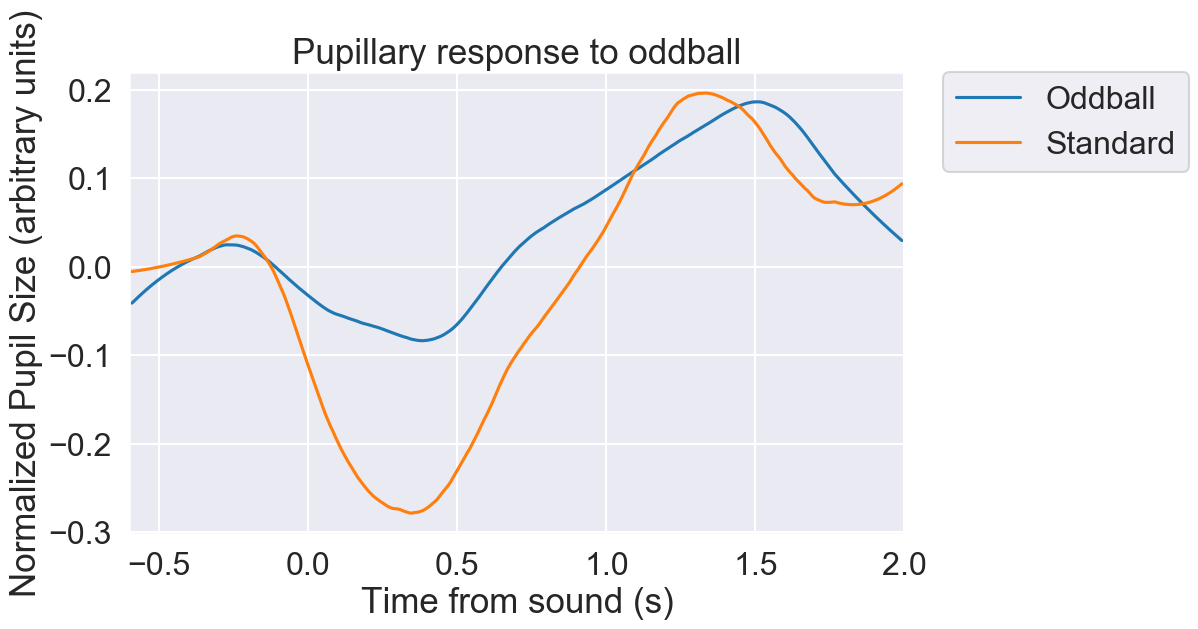 Pupillary response to oddball
Normalized Pupil Size (arbitrary units)
0.2
0.1
0.0
−0.1
−0.2
−0.3
−0.5
0.0
0.5
1.0
1.5
2.0
Time from sound (s)
Oddball
Standard